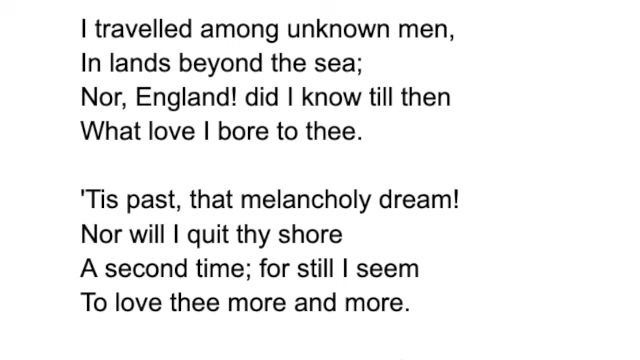 I travelled among unknown men,
In lands beyond the sea;
Nor, England! did I know till then
What love I bore to thee.

'Tis past, that melancholy dream!
Nor will I quit thy shore
A second time; for still I seem
To love thee more and more.